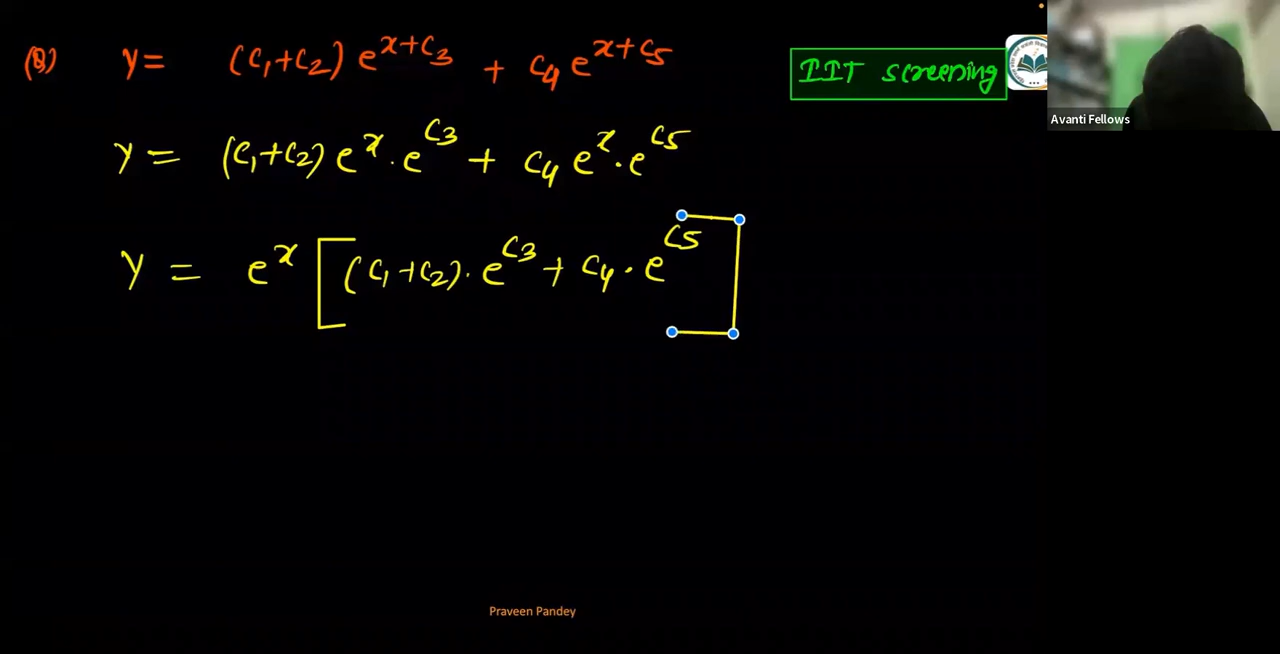 (Q) y = (c₁+c₂) e^{x+c₃} + c₄ e^{x+c₅}
IIT screening
Avanti Fellows
y = (c₁+c₂) e^x . e^{c₃} + c₄ e^x . e^{c₅}
y = e^x [(c₁+c₂) . e^{c₃} + c₄ . e^{c₅}]
Praveen Pandey